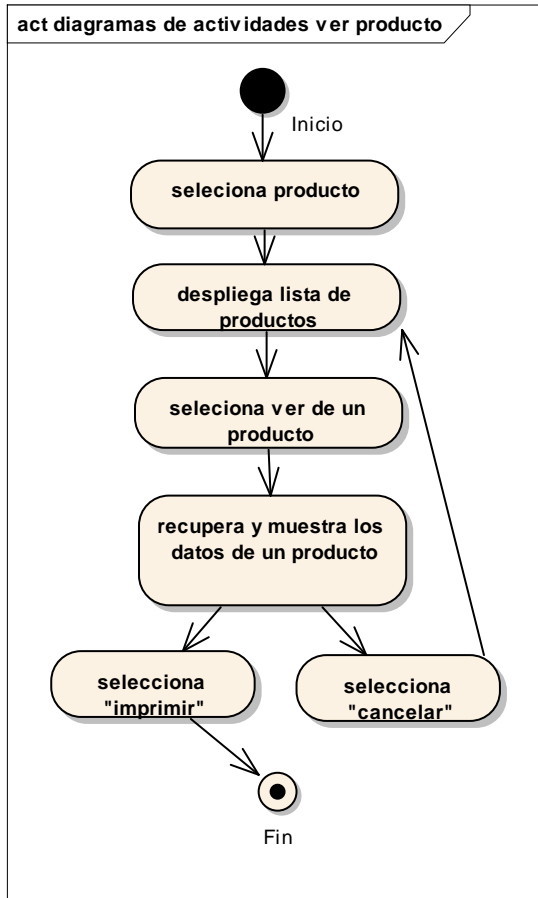 act diagramas de actividades ver producto
Inicio
seleciona producto
despliega lista de
productos
seleciona ver de un
producto
recupera y muestra los
datos de un producto
selecciona
"imprimir"
selecciona
"cancelar"
Fin